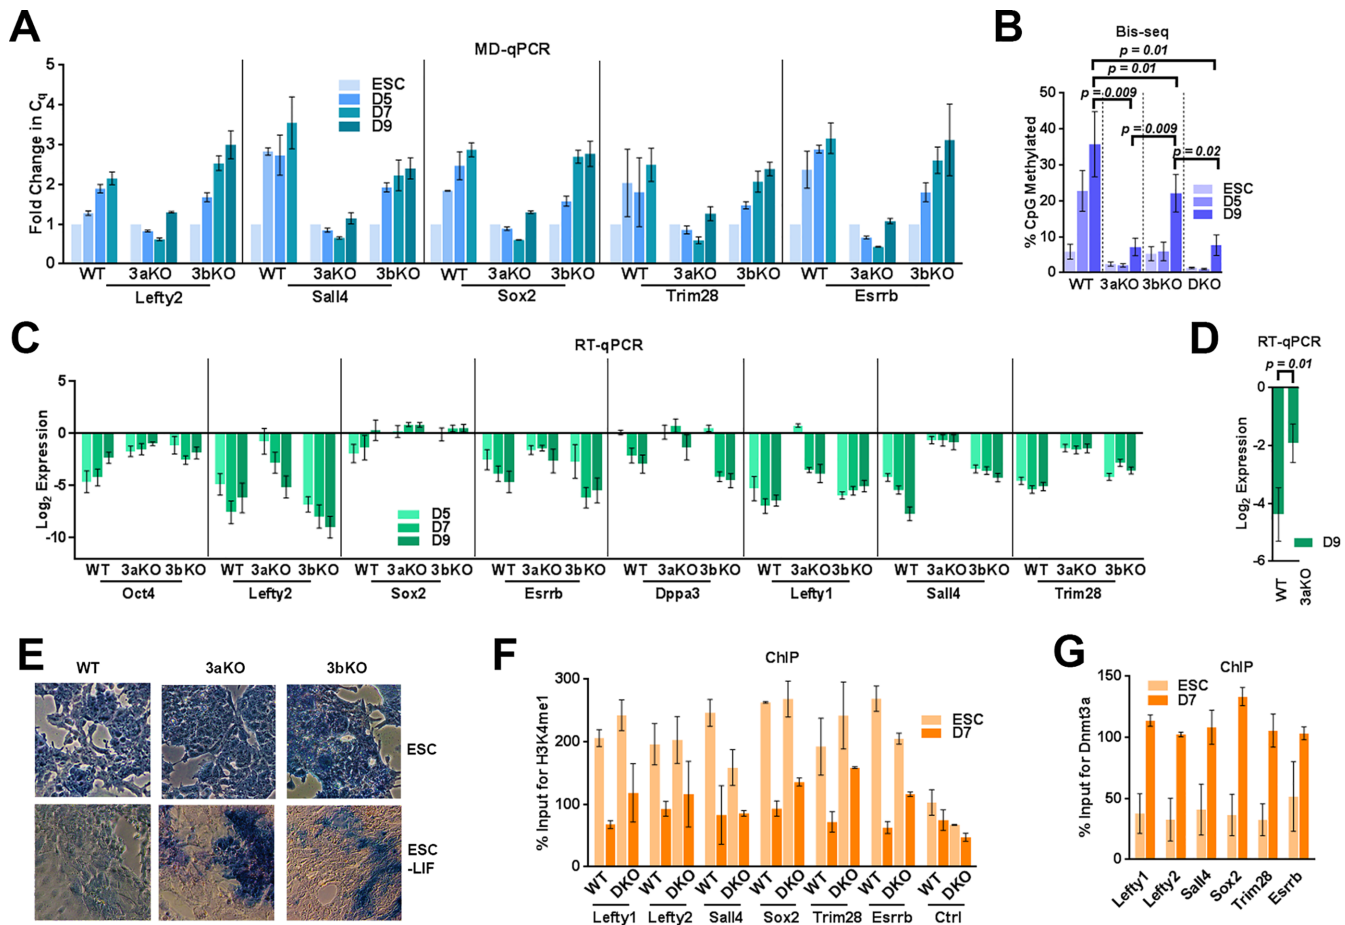 A
MD-qPCR
Fold Change in Cq
5
4
3
2
1
0
ESC
D5
D7
D9
WT 3aKO 3bKO WT 3aKO 3bKO WT 3aKO 3bKO WT 3aKO 3bKO WT 3aKO 3bKO
Lefty2 Sall4 Sox2 Trim28 Esrrb
B
Bis-seq
p = 0.01
p = 0.01
p = 0.009
p = 0.009
p = 0.02
% CpG Methylated
50
40
30
20
10
0
ESC
D5
D9
WT 3aKO 3bKO DKO
C
RT-qPCR
Log2 Expression
5
0
-5
-10
D5
D7
D9
WT 3aKO 3bKO WT 3aKO 3bKO WT 3aKO 3bKO WT 3aKO 3bKO WT 3aKO 3bKO WT 3aKO 3bKO WT 3aKO 3bKO WT 3aKO 3bKO
Oct4 Lefty2 Sox2 Esrrb Dppa3 Lefty1 Sall4 Trim28
D
RT-qPCR
p = 0.01
Log2 Expression
0
-2
-4
-6
D9
WT
3aKO
E
WT 3aKO 3bKO
ESC
ESC
-LIF
F
ChIP
% Input for H3K4me1
300
200
100
0
ESC
D7
WT DKO WT DKO WT DKO WT DKO WT DKO WT DKO WT DKO
Lefty1 Lefty2 Sall4 Sox2 Trim28 Esrrb Ctrl
G
ChIP
% Input for Dnmt3a
150
100
50
0
ESC
D7
Lefty1 Lefty2 Sall4 Sox2 Trim28 Esrrb